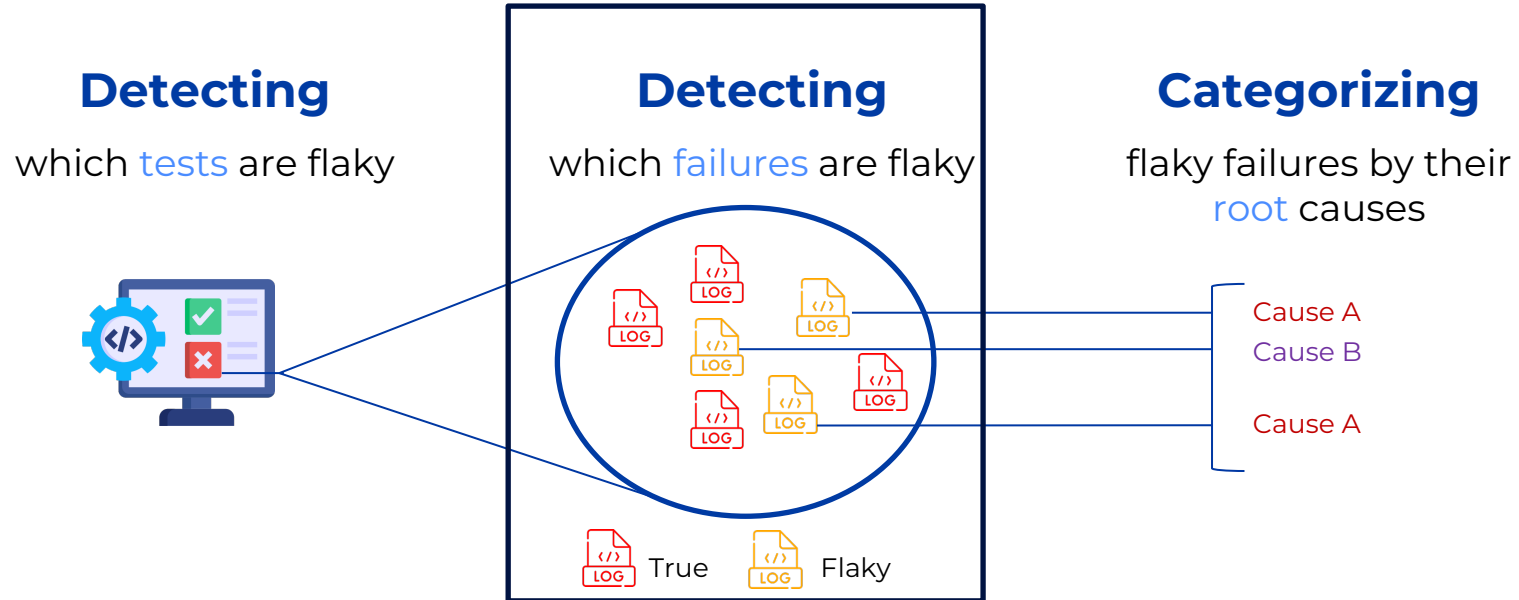 Detecting
which tests are flaky
Detecting
which failures are flaky
Categorizing
flaky failures by their
root causes
</>
</>
LOG
</>
LOG
</>
LOG
</>
LOG
</>
LOG
</>
LOG
</>
LOG
Cause A
Cause B
Cause A
</>
LOG
True
</>
LOG
Flaky